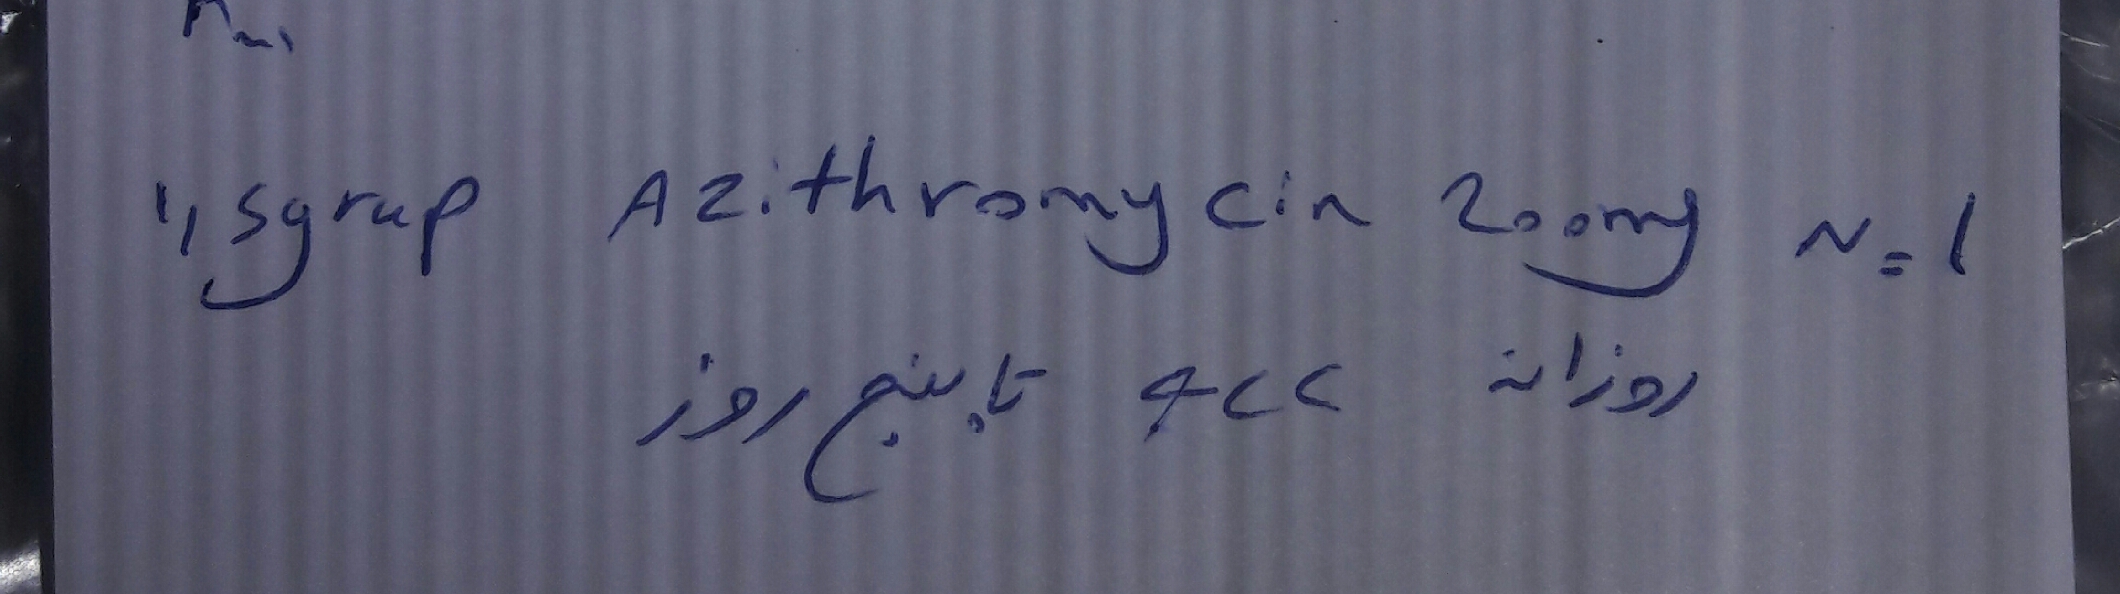 1, Syrup Azithromycin 200mg N=1
روزانه 4cc تا پنج روز